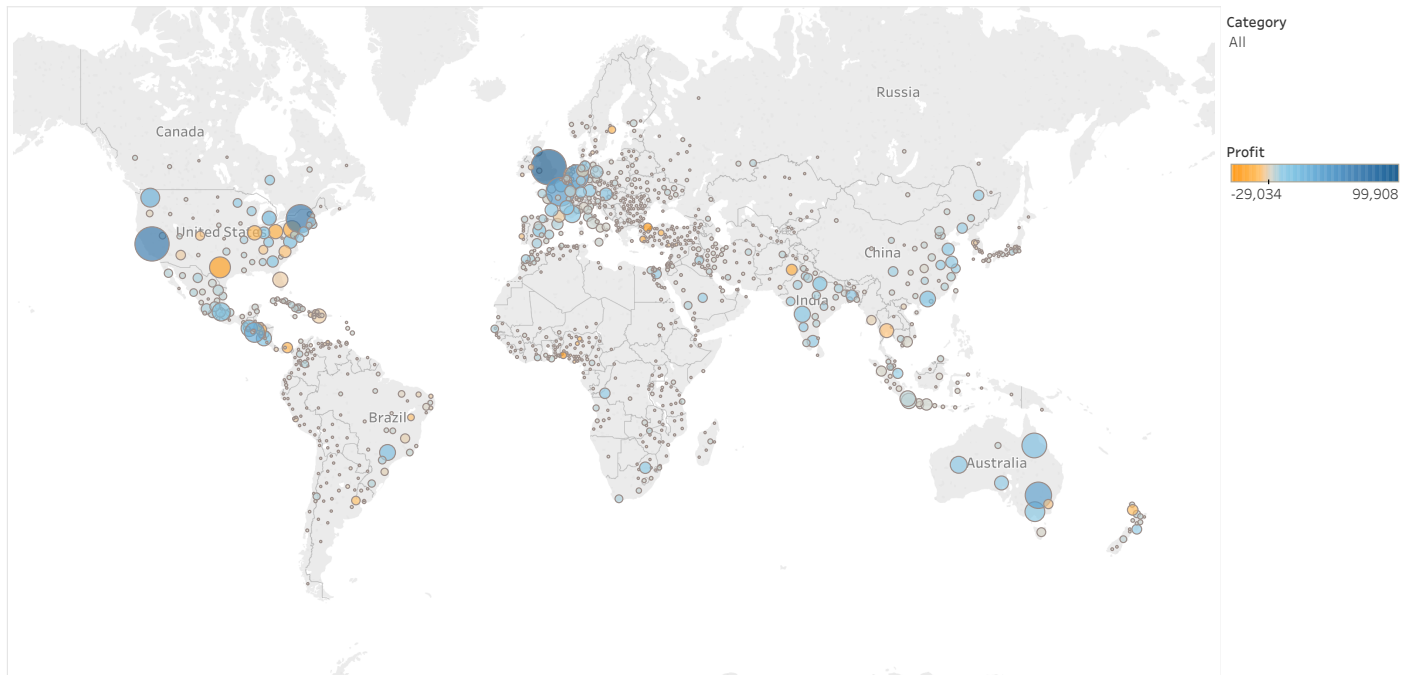 Category
All
Russia
Canada
Profit
-29,034 99,908
United States
China
India
Brazil
Australia